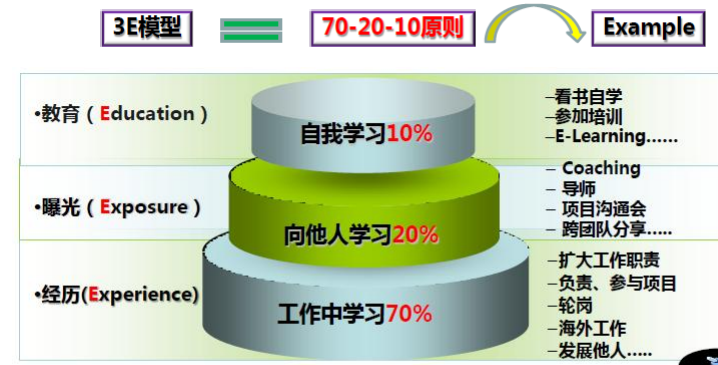 3E模型
70-20-10原则
Example
•教育（Education）
自我学习10%
–看书自学
–参加培训
–E-Learning......
•曝光（Exposure）
向他人学习20%
– Coaching
– 导师
– 项目沟通会
– 跨团队分享.....
•经历(Experience)
工作中学习70%
–扩大工作职责
–负责、参与项目
–轮岗
–海外工作
–发展他人.....